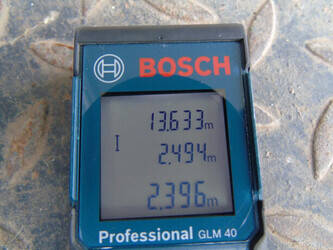 BOSCH
13.633m
2.494m
2.396m
Professional GLM 40